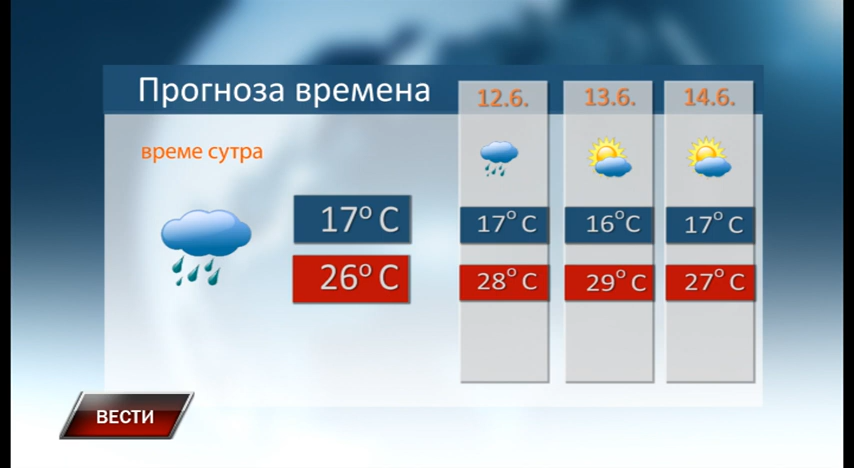 Прогноза времена
време сутра
17° C
26° C
12.6. 13.6. 14.6.
17° C 16°C 17° C
28° C 29° C 27° C
ВЕСТИ